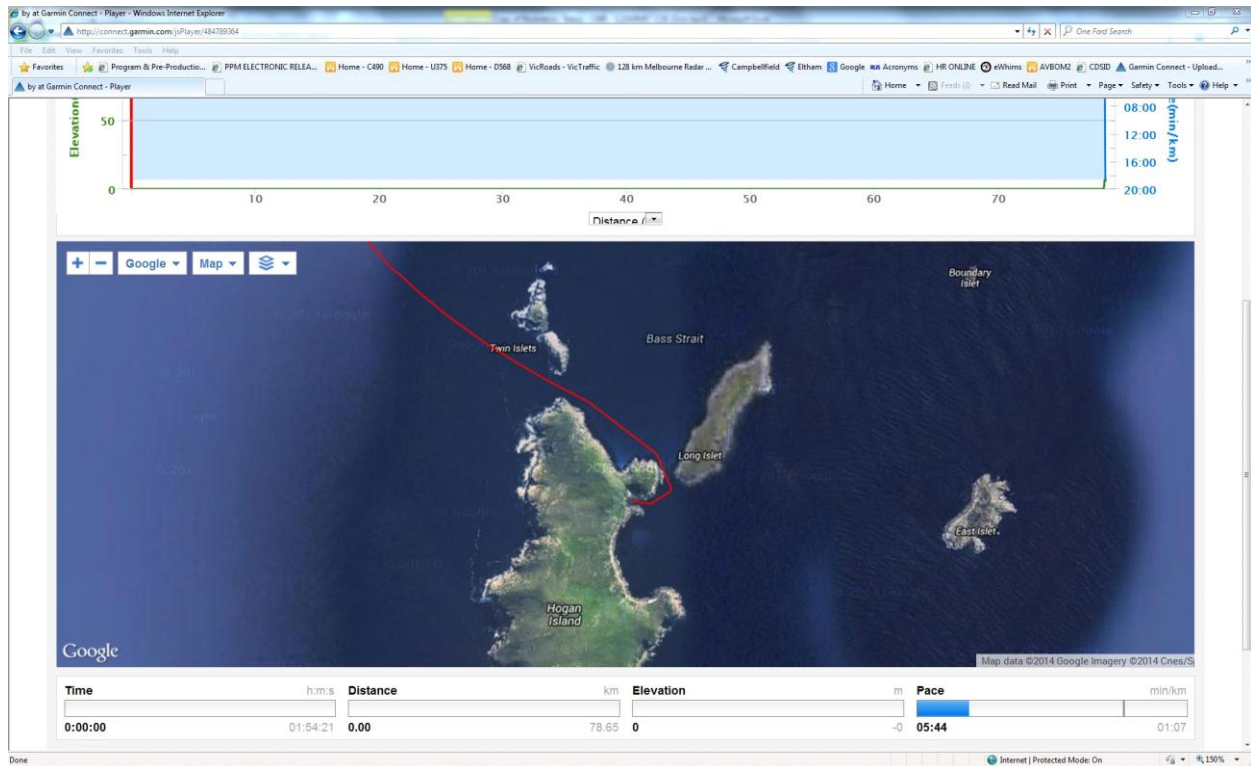 by at Garmin Connect - Player - Windows Internet Explorer
http://connect.garmin.com/jsPlayer/484789364
One Ford Search
File Edit View Favorites Tools Help
Favorites Program & Pre-Productio... PPM ELECTRONIC RELEA... Home - C490 Home - U375 Home - D568 VicRoads - VicTraffic 128 km Melbourne Radar ... Campbellfield Eltham Google Acronyms HR ONLINE eWhims AVBOM2 CDSID Garmin Connect - Upload...
by at Garmin Connect - Player
Home Feeds (J) Read Mail Print Page Safety Tools Help
50
Elevation
0
10 20 30 40 50 60 70
Distance (
08:00
12:00
16:00
20:00
e(min/km)
+ − Google Map
Boundary
Islet
Bass Strait
Twin Islets
Long Islet
East Islet
Hogan
Island
Google
Map data ©2014 Google Imagery ©2014 Cnes/S
Time h:m:s Distance km Elevation m Pace min/km
0:00:00 01:54:21 0.00 78.65 0 -0 05:44 01:07
Done Internet | Protected Mode: On 150%